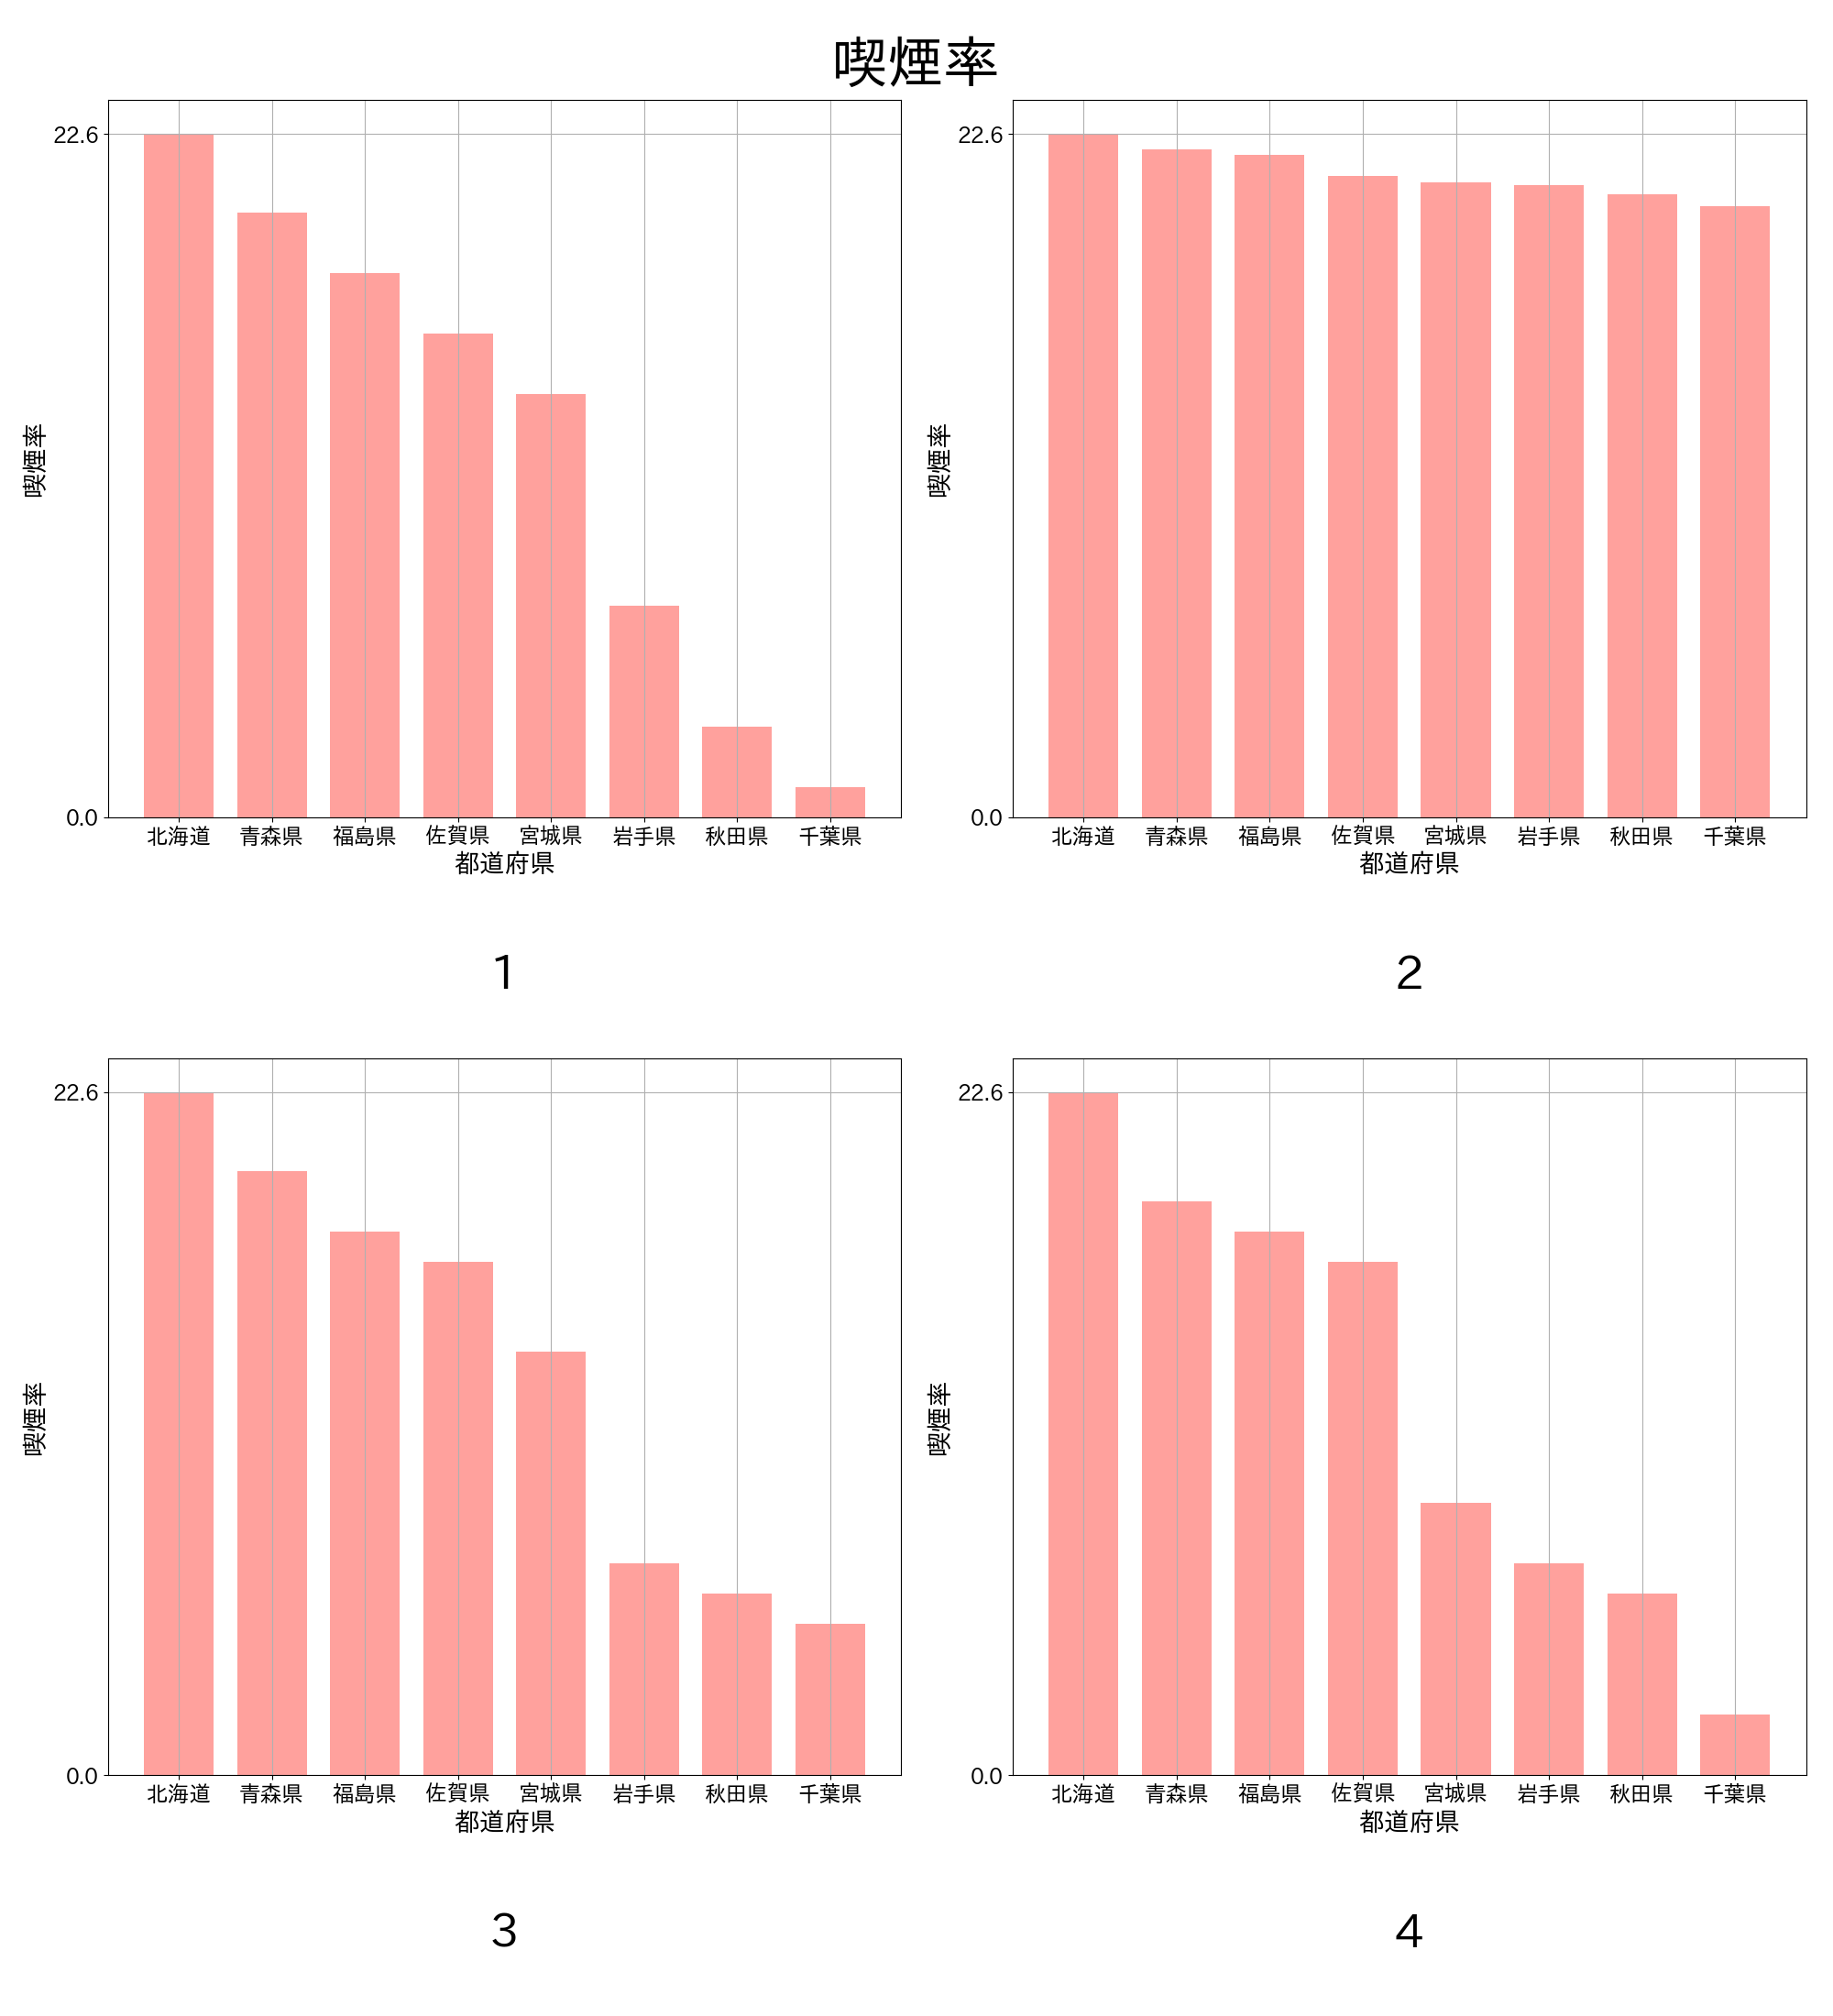 喫煙率
22.6
喫煙率
0.0
北海道 青森県 福島県 佐賀県 宮城県 岩手県 秋田県 千葉県
都道府県
1
22.6
喫煙率
0.0
北海道 青森県 福島県 佐賀県 宮城県 岩手県 秋田県 千葉県
都道府県
2
22.6
喫煙率
0.0
北海道 青森県 福島県 佐賀県 宮城県 岩手県 秋田県 千葉県
都道府県
3
22.6
喫煙率
0.0
北海道 青森県 福島県 佐賀県 宮城県 岩手県 秋田県 千葉県
都道府県
4